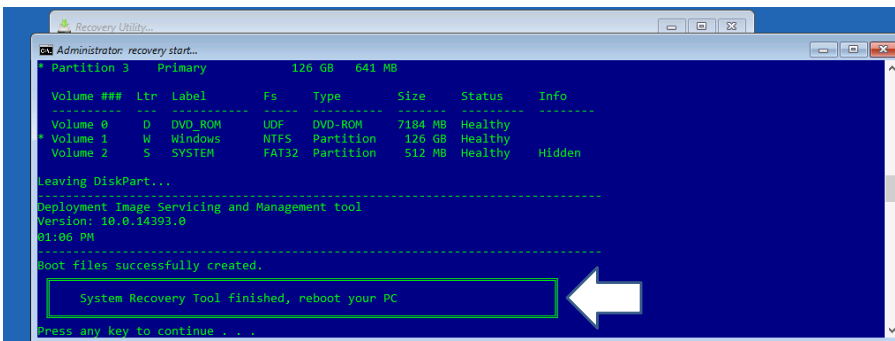 Recovery Utility...
Administrator: recovery start...
* Partition 3    Primary             126 GB   641 MB
Volume ###  Ltr  Label        Fs     Type        Size     Status     Info
----------  ---  -----------  -----  ----------  -------  ---------  --------
Volume 0     D   DVD_ROM      UDF    DVD-ROM     7184 MB  Healthy
* Volume 1     W   Windows      NTFS   Partition    126 GB  Healthy
Volume 2     S   SYSTEM       FAT32  Partition    512 MB  Healthy    Hidden
Leaving DiskPart...
Deployment Image Servicing and Management tool
Version: 10.0.14393.0
01:06 PM
Boot files successfully created.
System Recovery Tool finished, reboot your PC
Press any key to continue . . .